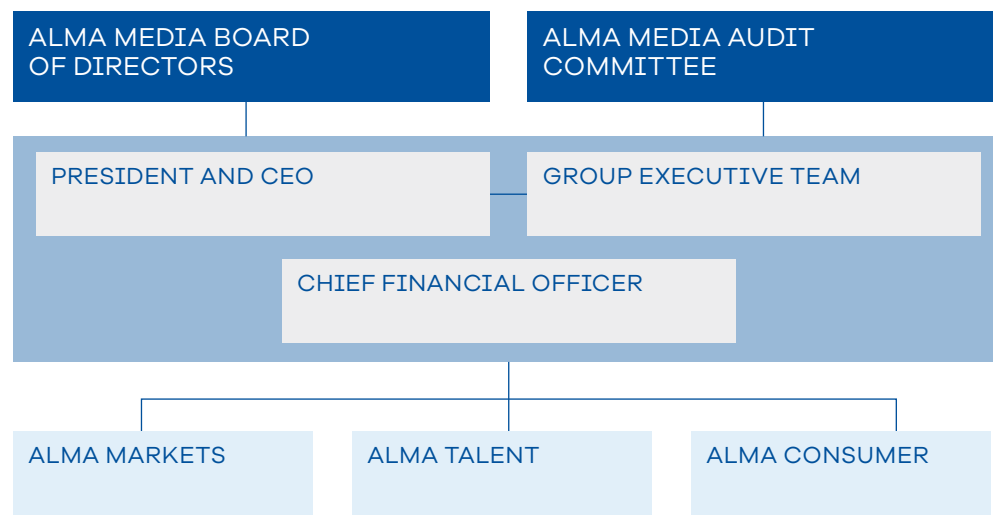 ALMA MEDIA BOARD
OF DIRECTORS
ALMA MEDIA AUDIT
COMMITTEE
PRESIDENT AND CEO
GROUP EXECUTIVE TEAM
CHIEF FINANCIAL OFFICER
ALMA MARKETS
ALMA TALENT
ALMA CONSUMER